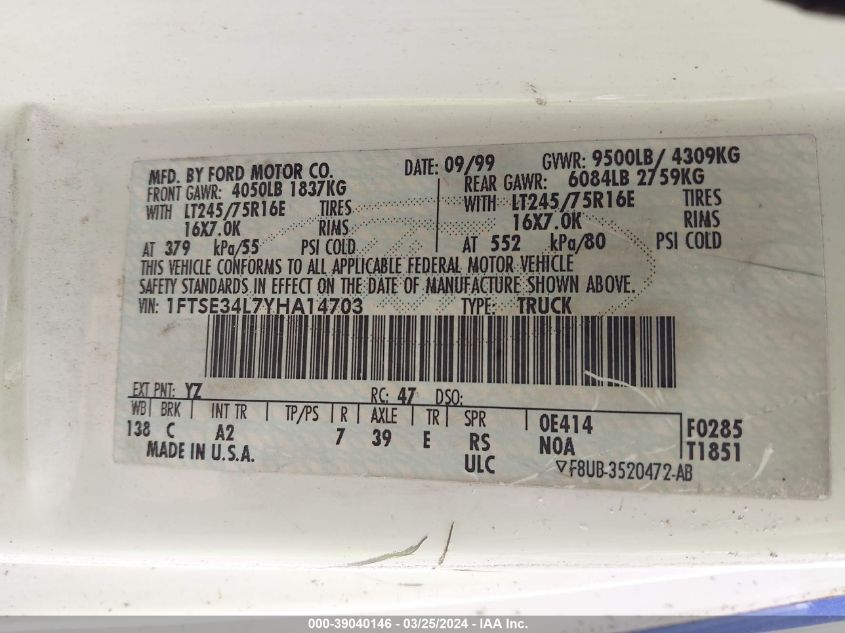 MFD. BY FORD MOTOR CO. DATE: 09/99 GVWR: 9500LB/ 4309KG
FRONT GAWR: 4050LB 1837KG REAR GAWR: 6084LB 2759KG
WITH LT245/75R16E TIRES WITH LT245/75R16E TIRES
16X7.0K RIMS 16X7.0K RIMS
AT 379 kPa/55 PSI COLD AT 552 kPa/80 PSI COLD
THIS VEHICLE CONFORMS TO ALL APPLICABLE FEDERAL MOTOR VEHICLE
SAFETY STANDARDS IN EFFECT ON THE DATE OF MANUFACTURE SHOWN ABOVE.
VIN: 1FTSE34L7YHA14703 TYPE: TRUCK
EXT PNT: YZ RC: 47 DSO:
WB BRK INT TR TP/PS R AXLE TR SPR OE414 F0285
138 C A2 7 39 E RS NOA T1851
MADE IN U.S.A. ULC ▽F8UB-3520472-AB
000-39040146 - 03/25/2024 - IAA Inc.